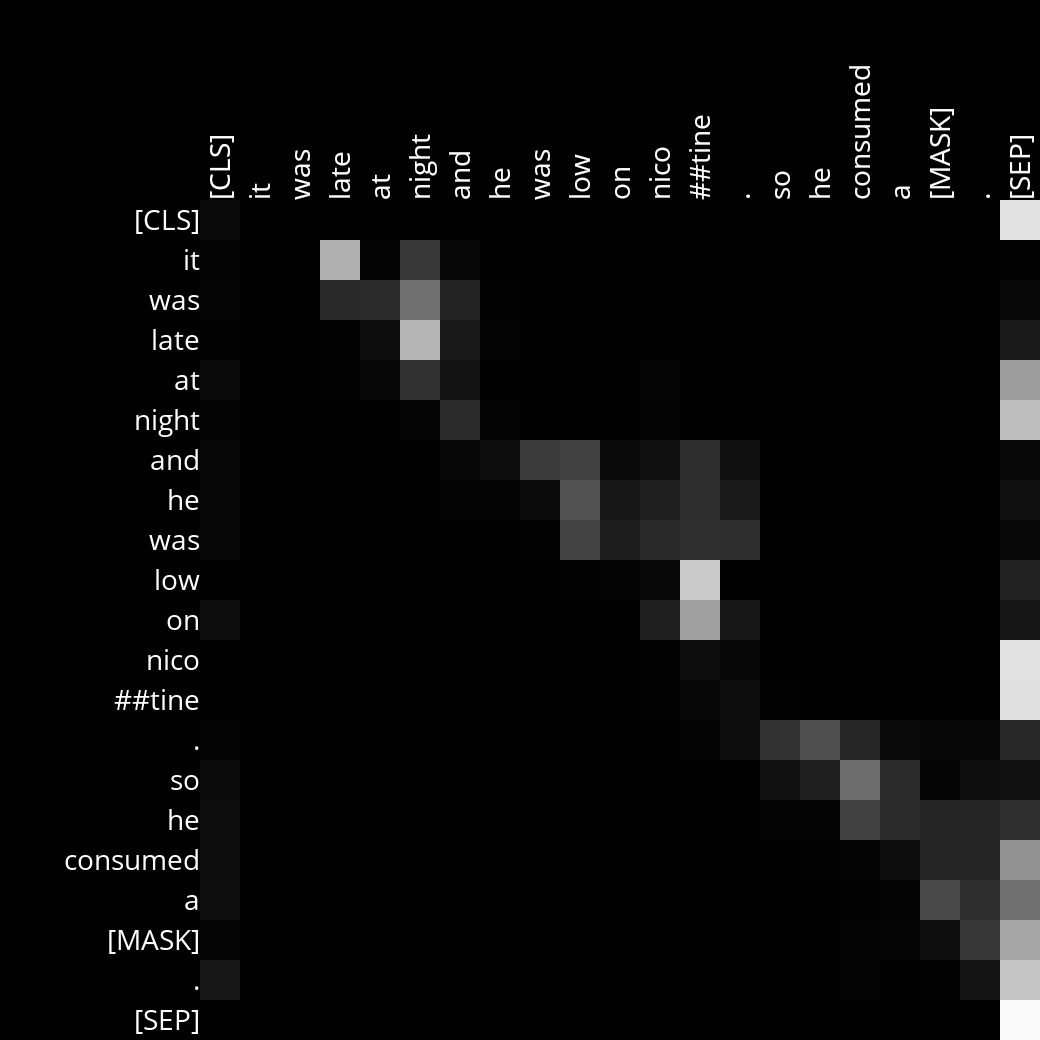 [CLS] it was late at night and he was low on nico ##tine . so he consumed a [MASK] . [SEP]
[CLS]
it
was
late
at
night
and
he
was
low
on
nico
##tine
.
so
he
consumed
a
[MASK]
.
[SEP]